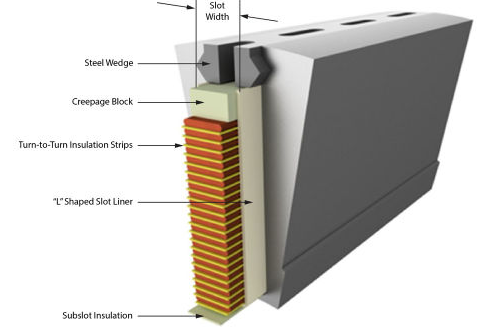 Slot
Width
Steel Wedge
Creepage Block
Turn-to-Turn Insulation Strips
“L” Shaped Slot Liner
Subslot Insulation